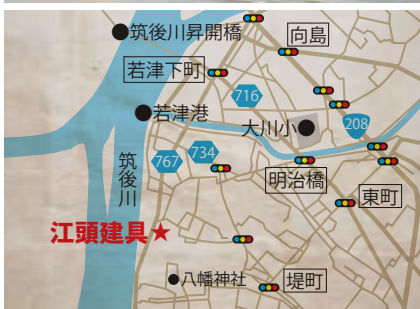 筑後川昇開橋
向島
若津下町
716
若津港
大川小
208
筑後川
767
734
明治橋
東町
江頭建具★
八幡神社
堤町